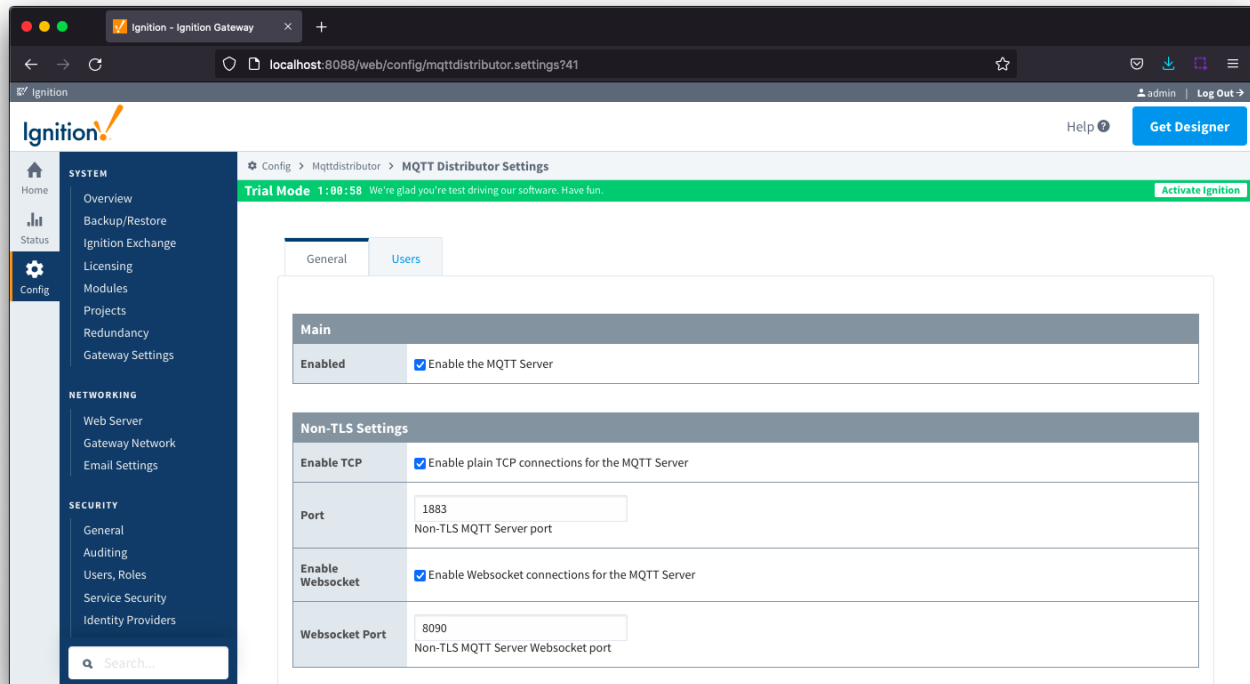 Ignition - Ignition Gateway
localhost:8088/web/config/mqttdistributor.settings?41
Ignition
admin | Log Out
Ignition!
Help
Get Designer
Home
Status
Config
SYSTEM
Overview
Backup/Restore
Ignition Exchange
Licensing
Modules
Projects
Redundancy
Gateway Settings
NETWORKING
Web Server
Gateway Network
Email Settings
SECURITY
General
Auditing
Users, Roles
Service Security
Identity Providers
Search...
Config > Mqttdistributor > MQTT Distributor Settings
Trial Mode 1:00:58 We're glad you're test driving our software. Have fun.
Activate Ignition
General
Users
Main
Enabled
Enable the MQTT Server
Non-TLS Settings
Enable TCP
Enable plain TCP connections for the MQTT Server
Port
1883
Non-TLS MQTT Server port
Enable
Websocket
Enable Websocket connections for the MQTT Server
Websocket Port
8090
Non-TLS MQTT Server Websocket port